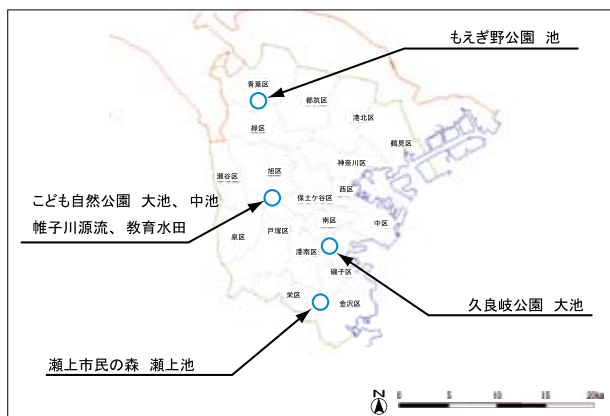 もえぎ野公園 池
青葉区
都筑区
港北区
緑区
鶴見区
神奈川区
旭区
瀬谷区
西区
保土ケ谷区
こども自然公園 大池、中池
帷子川源流、教育水田
南区
中区
戸塚区
泉区
港南区
磯子区
栄区
金沢区
久良岐公園 大池
瀬上市民の森 瀬上池
N
0 5 10 15 20km